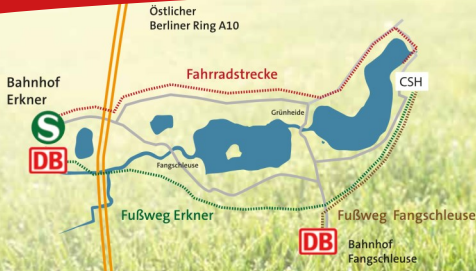 Östlicher
Berliner Ring A10
Bahnhof
Erkner
Fahrradstrecke
CSH
S
Grünheide
DB
Fangschleuse
Fußweg Erkner
Fußweg Fangschleuse
DB
Bahnhof
Fangschleuse